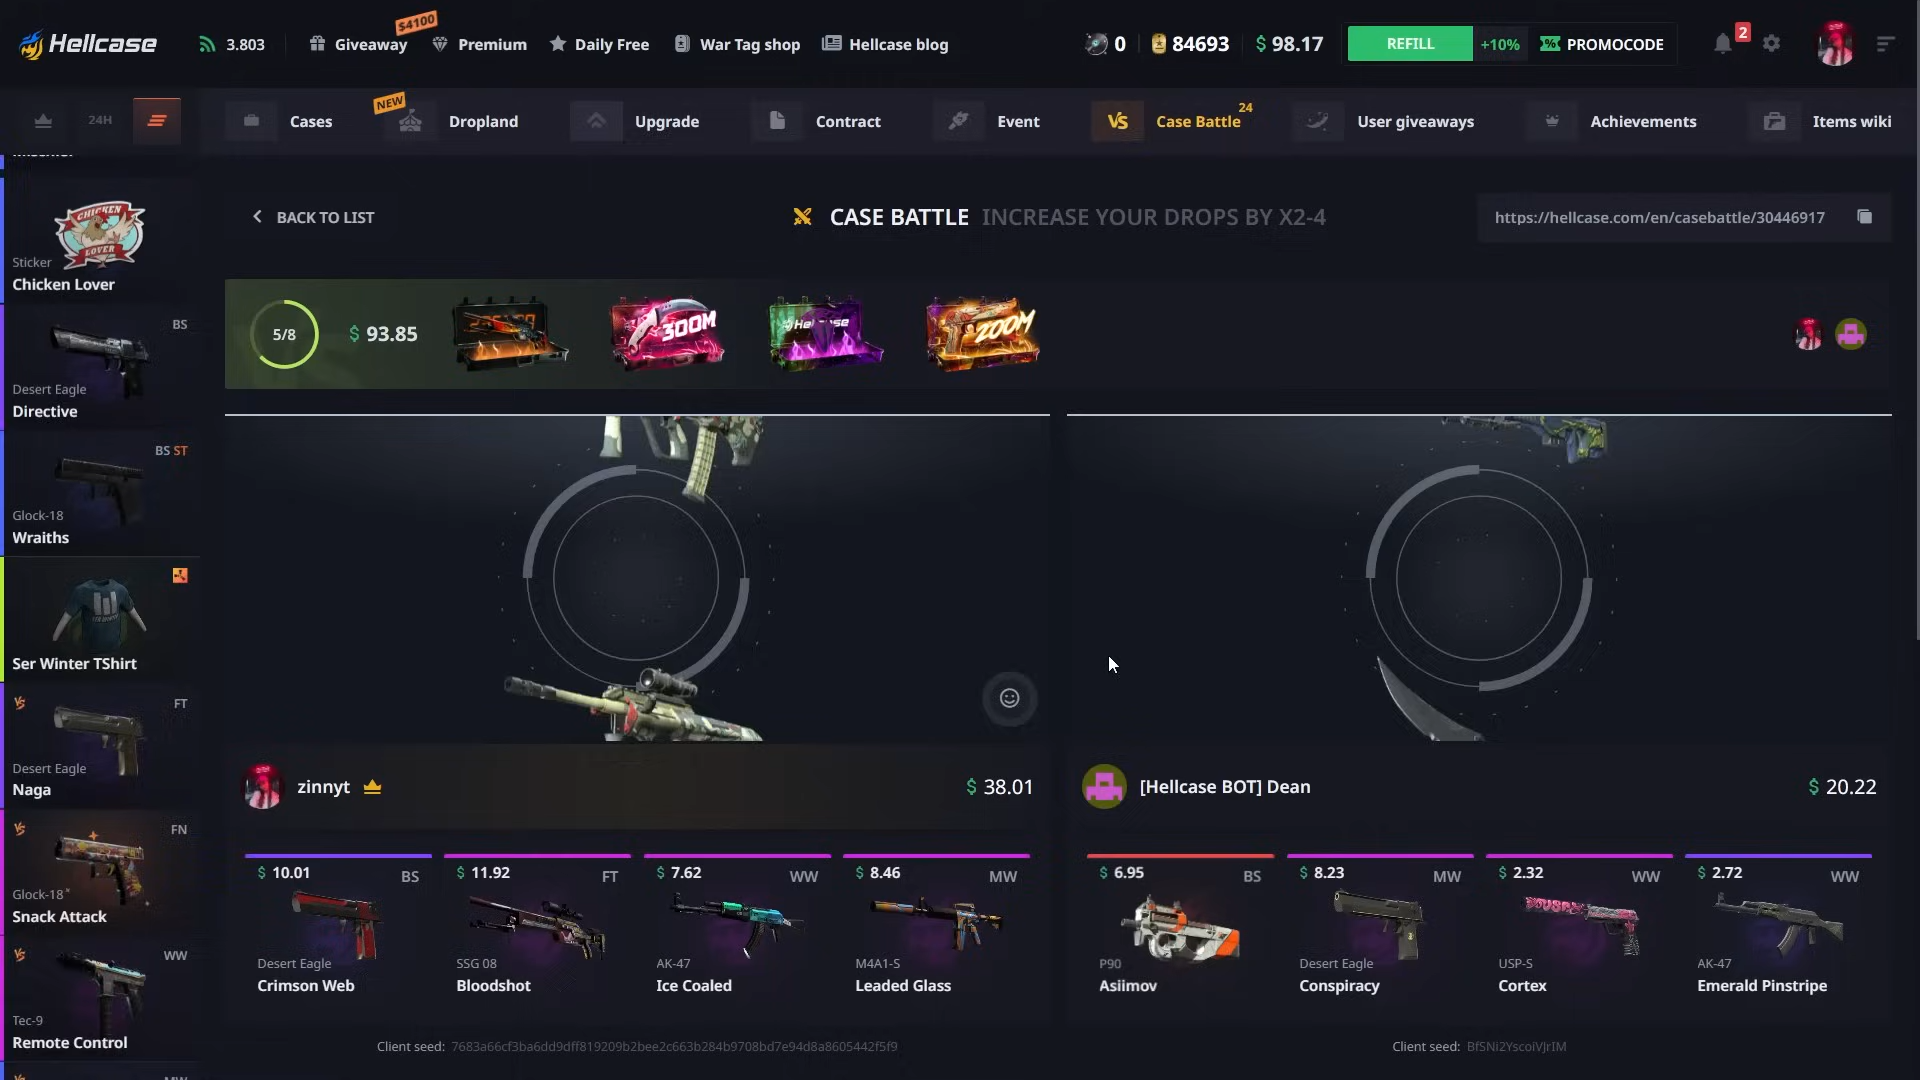 Hellcase
3.803
Giveaway
$4100
Premium
Daily Free
War Tag shop
Hellcase blog
0
84693
$ 98.17
REFILL
+10%
PROMOCODE
2
24H
Cases
NEW
Dropland
Upgrade
Contract
Event
VS
Case Battle
24
User giveaways
Achievements
Items wiki
BACK TO LIST
CASE BATTLE INCREASE YOUR DROPS BY X2-4
https://hellcase.com/en/casebattle/30446917
CHICKEN
LOVER
Sticker
Chicken Lover
BS
Desert Eagle
Directive
BS ST
Glock-18
Wraiths
Ser Winter TShirt
VS
FT
Desert Eagle
Naga
VS
FN
Glock-18*
Snack Attack
VS
WW
Tec-9
Remote Control
5/8
$ 93.85
300M
Hellcase
200M
zinnyt
$ 38.01
[Hellcase BOT] Dean
$ 20.22
$ 10.01
BS
Desert Eagle
Crimson Web
$ 11.92
FT
SSG 08
Bloodshot
$ 7.62
WW
AK-47
Ice Coaled
$ 8.46
MW
M4A1-S
Leaded Glass
$ 6.95
BS
P90
Asiimov
$ 8.23
MW
Desert Eagle
Conspiracy
$ 2.32
WW
USP-S
Cortex
$ 2.72
WW
AK-47
Emerald Pinstripe
Client seed: 7683a66cf3ba6dd9dff819209b2bee2c663b284b9708bd7e94d8a8605442f5f9
Client seed: BfSNi2YscoiVJrIM